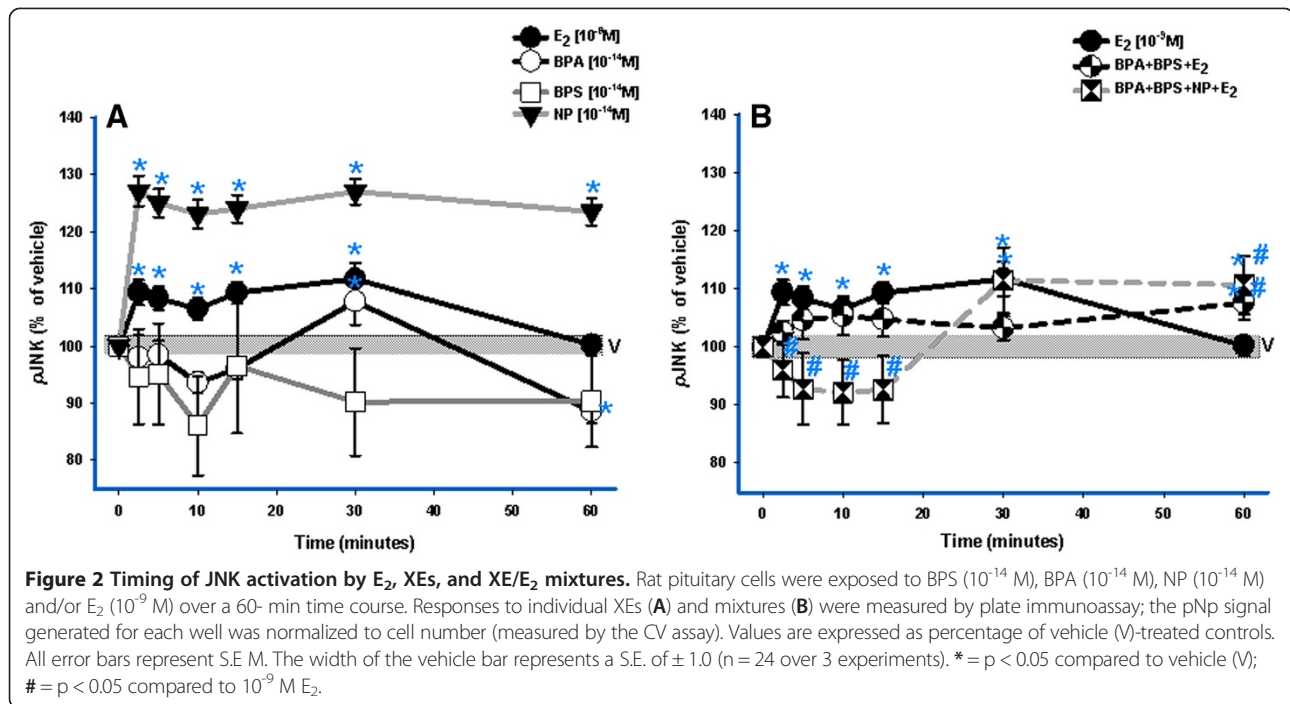 E₂ [10⁻⁹M]
BPA [10⁻¹⁴M]
BPS [10⁻¹⁴M]
NP [10⁻¹⁴M]
A
pJNK (% of vehicle)
140
130
120
110
100
90
80
* * * * * *
* * * * *
*
*
V
0 10 20 30 40 50 60
Time (minutes)
E₂ [10⁻⁹M]
BPA+BPS+E₂
BPA+BPS+NP+E₂
B
pJNK (% of vehicle)
140
130
120
110
100
90
80
* * * * * * * #
* #
# # # #
V
0 10 20 30 40 50 60
Time (minutes)
Figure 2 Timing of JNK activation by E₂, XEs, and XE/E₂ mixtures. Rat pituitary cells were exposed to BPS (10⁻¹⁴ M), BPA (10⁻¹⁴ M), NP (10⁻¹⁴ M)
and/or E₂ (10⁻⁹ M) over a 60- min time course. Responses to individual XEs (A) and mixtures (B) were measured by plate immunoassay; the pNp signal
generated for each well was normalized to cell number (measured by the CV assay). Values are expressed as percentage of vehicle (V)-treated controls.
All error bars represent S.E M. The width of the vehicle bar represents a S.E. of ± 1.0 (n = 24 over 3 experiments). * = p < 0.05 compared to vehicle (V);
# = p < 0.05 compared to 10⁻⁹ M E₂.